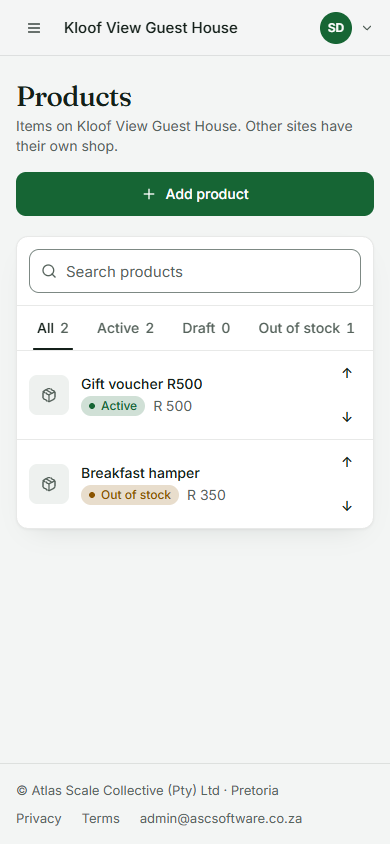 Kloof View Guest House
SD
Products
Items on Kloof View Guest House. Other sites have
their own shop.
Add product
Search products
All 2 Active 2 Draft 0 Out of stock 1
Gift voucher R500
Active R 500
Breakfast hamper
Out of stock R 350
© Atlas Scale Collective (Pty) Ltd · Pretoria
Privacy Terms admin@ascsoftware.co.za